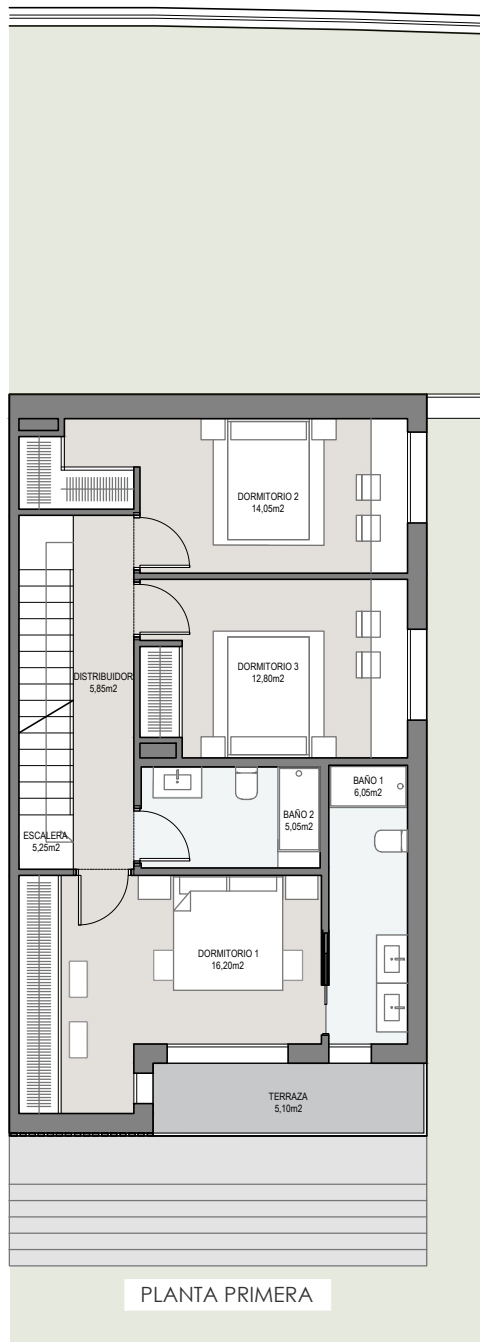 DORMITORIO 2
14,05m2
DORMITORIO 3
12,80m2
DISTRIBUIDOR
5,85m2
BAÑO 1
6,05m2
BAÑO 2
5,05m2
ESCALERA
5,25m2
DORMITORIO 1
16,20m2
TERRAZA
5,10m2
PLANTA PRIMERA